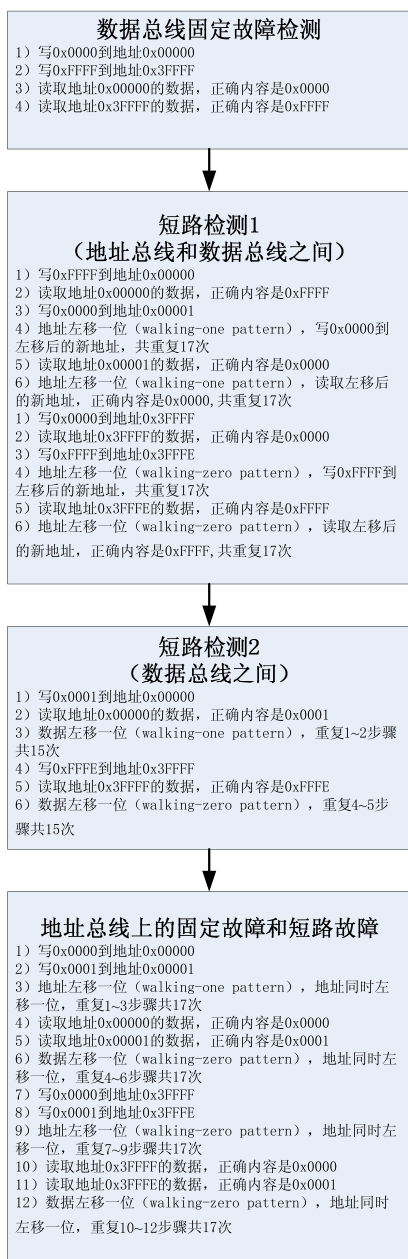 数据总线固定故障检测
1）写0x0000到地址0x00000
2）写0xFFFF到地址0x3FFFF
3）读取地址0x00000的数据，正确内容是0x0000
4）读取地址0x3FFFF的数据，正确内容是0xFFFF
短路检测1
（地址总线和数据总线之间）
1）写0xFFFF到地址0x00000
2）读取地址0x00000的数据，正确内容是0xFFFF
3）写0x0000到地址0x00001
4）地址左移一位（walking-one pattern），写0x0000到
左移后的新地址，共重复17次
5）读取地址0x00001的数据，正确内容是0x0000
6）地址左移一位（walking-one pattern），读取左移后
的新地址，正确内容是0x0000,共重复17次
1）写0x0000到地址0x3FFFF
2）读取地址0x3FFFF的数据，正确内容是0x0000
3）写0xFFFF到地址0x3FFFE
4）地址左移一位（walking-zero pattern），写0xFFFF到
左移后的新地址，共重复17次
5）读取地址0x3FFFE的数据，正确内容是0xFFFF
6）地址左移一位（walking-zero pattern），读取左移后
的新地址，正确内容是0xFFFF,共重复17次
短路检测2
（数据总线之间）
1）写0x0001到地址0x00000
2）读取地址0x00000的数据，正确内容是0x0001
3）数据左移一位（walking-one pattern），重复1~2步骤
共15次
4）写0xFFFE到地址0x3FFFF
5）读取地址0x3FFFF的数据，正确内容是0xFFFE
6）数据左移一位（walking-zero pattern），重复4~5步
骤共15次
地址总线上的固定故障和短路故障
1）写0x0000到地址0x00000
2）写0x0001到地址0x00001
3）地址左移一位（walking-one pattern），地址同时左
移一位，重复1~3步骤共17次
4）读取地址0x00000的数据，正确内容是0x0000
5）读取地址0x00001的数据，正确内容是0x0001
6）数据左移一位（walking-zero pattern），地址同时左
移一位，重复4~6步骤共17次
7）写0x0000到地址0x3FFFF
8）写0x0001到地址0x3FFFE
9）地址左移一位（walking-zero pattern），地址同时左
移一位，重复7~9步骤共17次
10）读取地址0x3FFFF的数据，正确内容是0x0000
11）读取地址0x3FFFE的数据，正确内容是0x0001
12）数据左移一位（walking-zero pattern），地址同时
左移一位，重复10~12步骤共17次